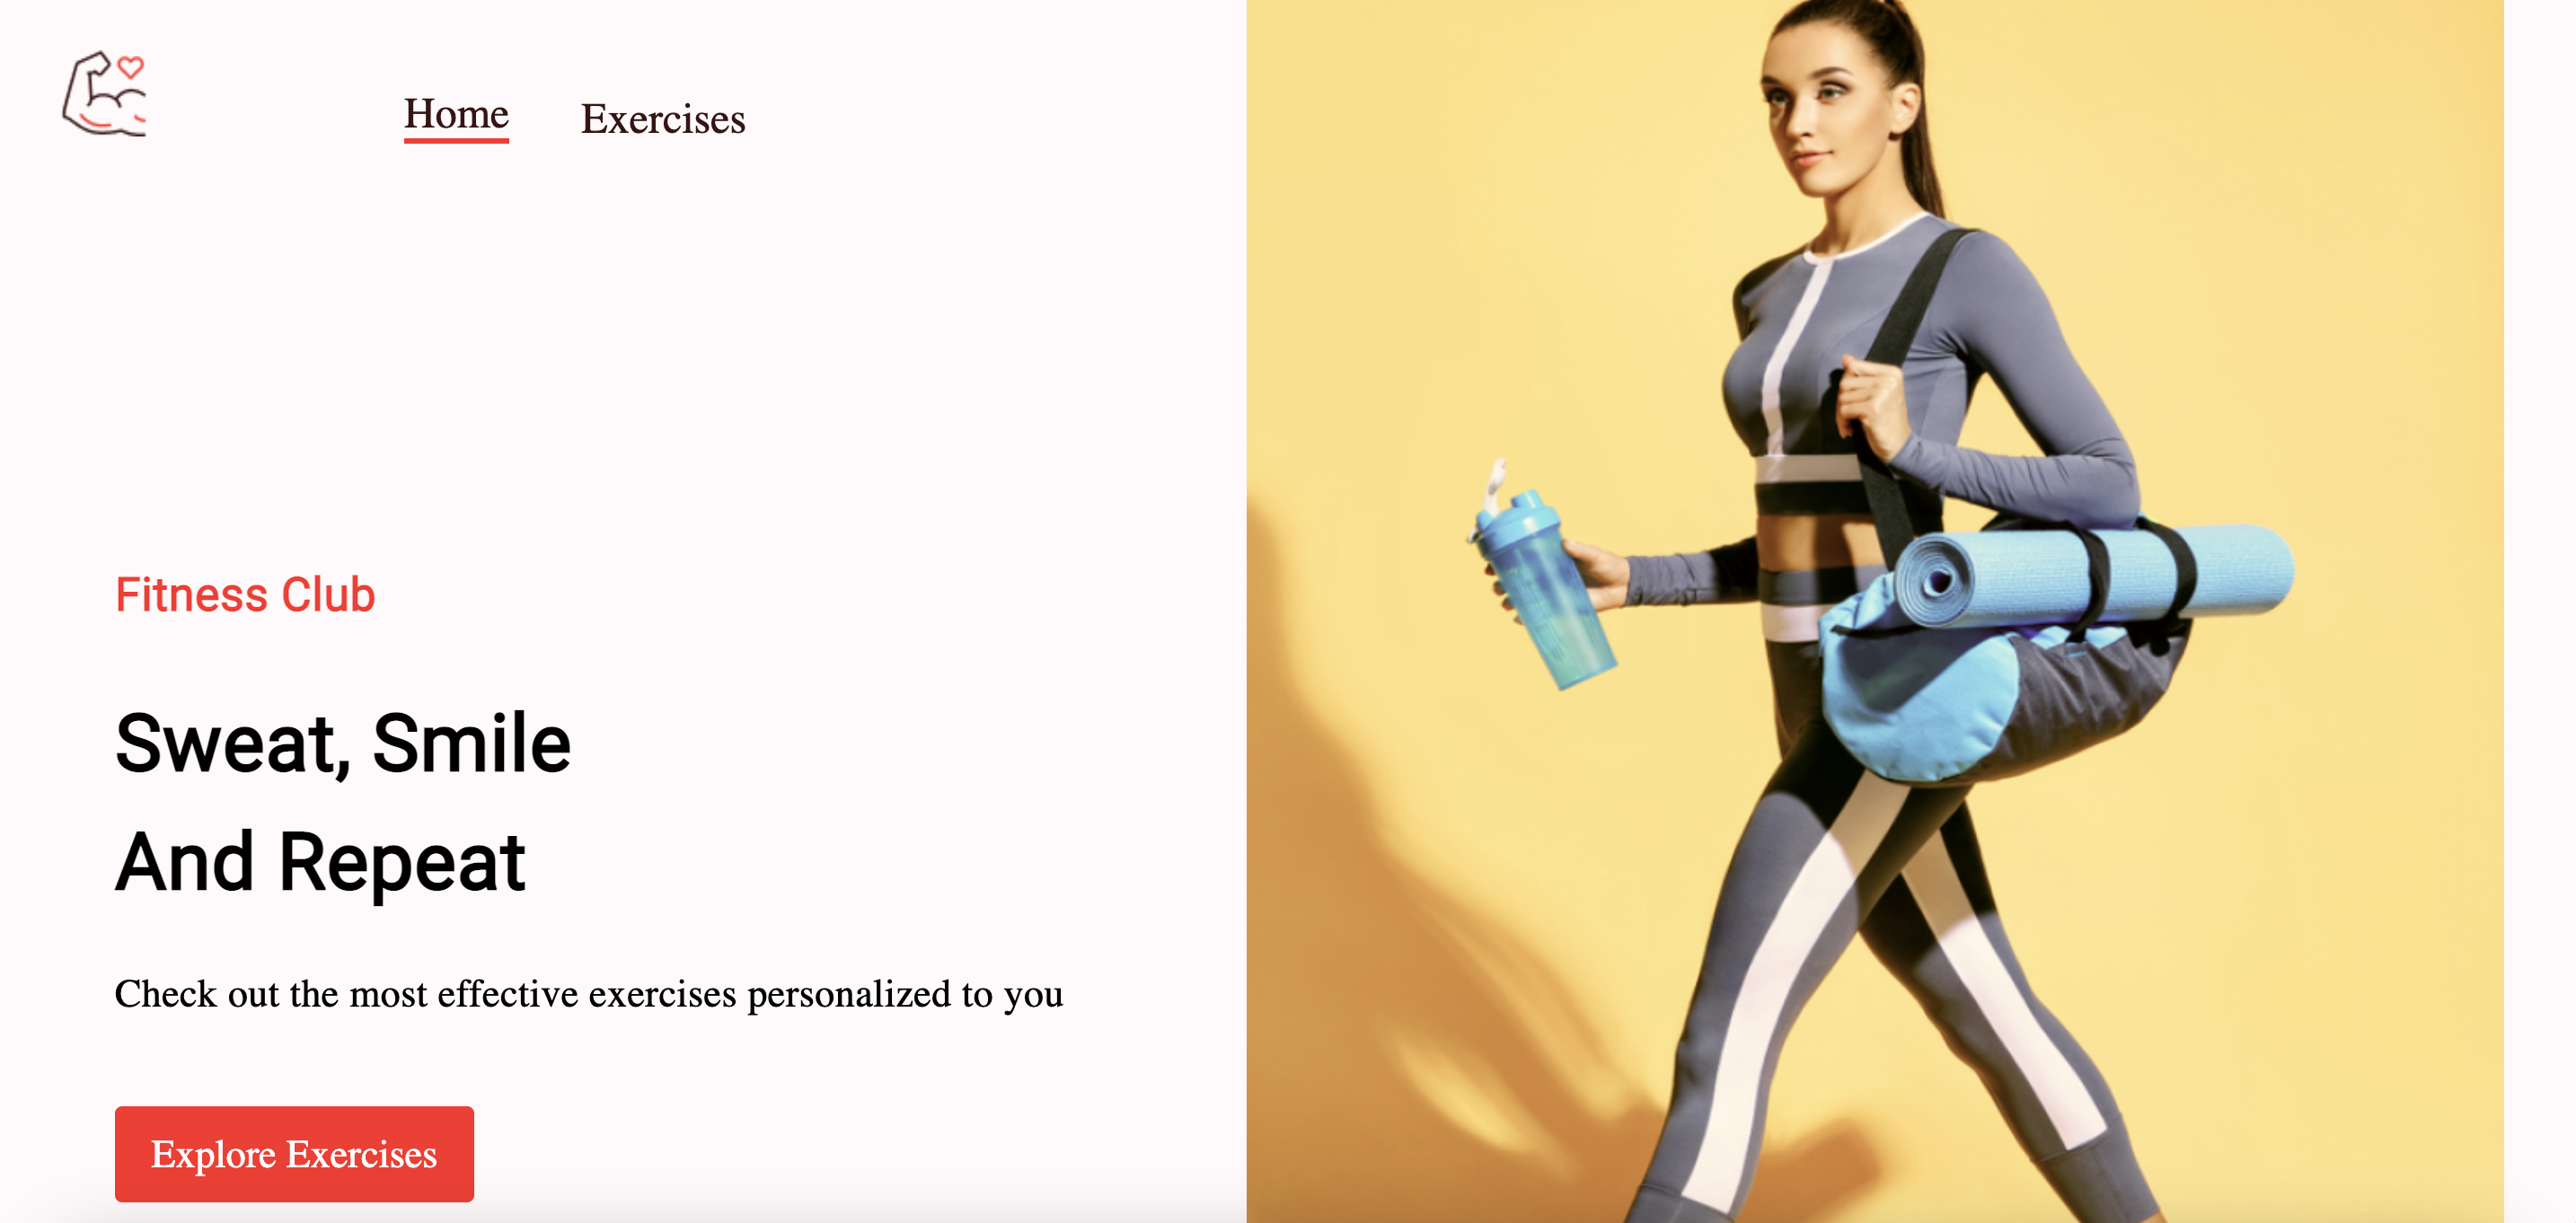 Home
Exercises
Fitness Club
Sweat, Smile
And Repeat
Check out the most effective exercises personalized to you
Explore Exercises